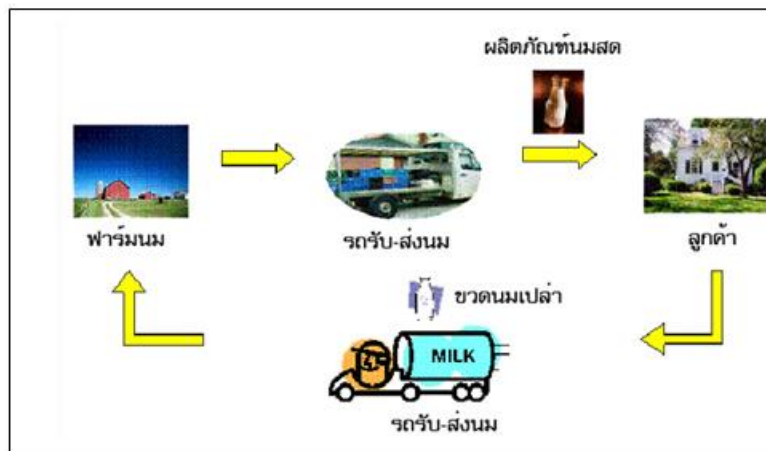 ผลิตภัณฑ์นมสด
ฟาร์มนม
รถรับ-ส่งนม
ลูกค้า
ขวดนมเปล่า
MILK
รถรับ-ส่งนม